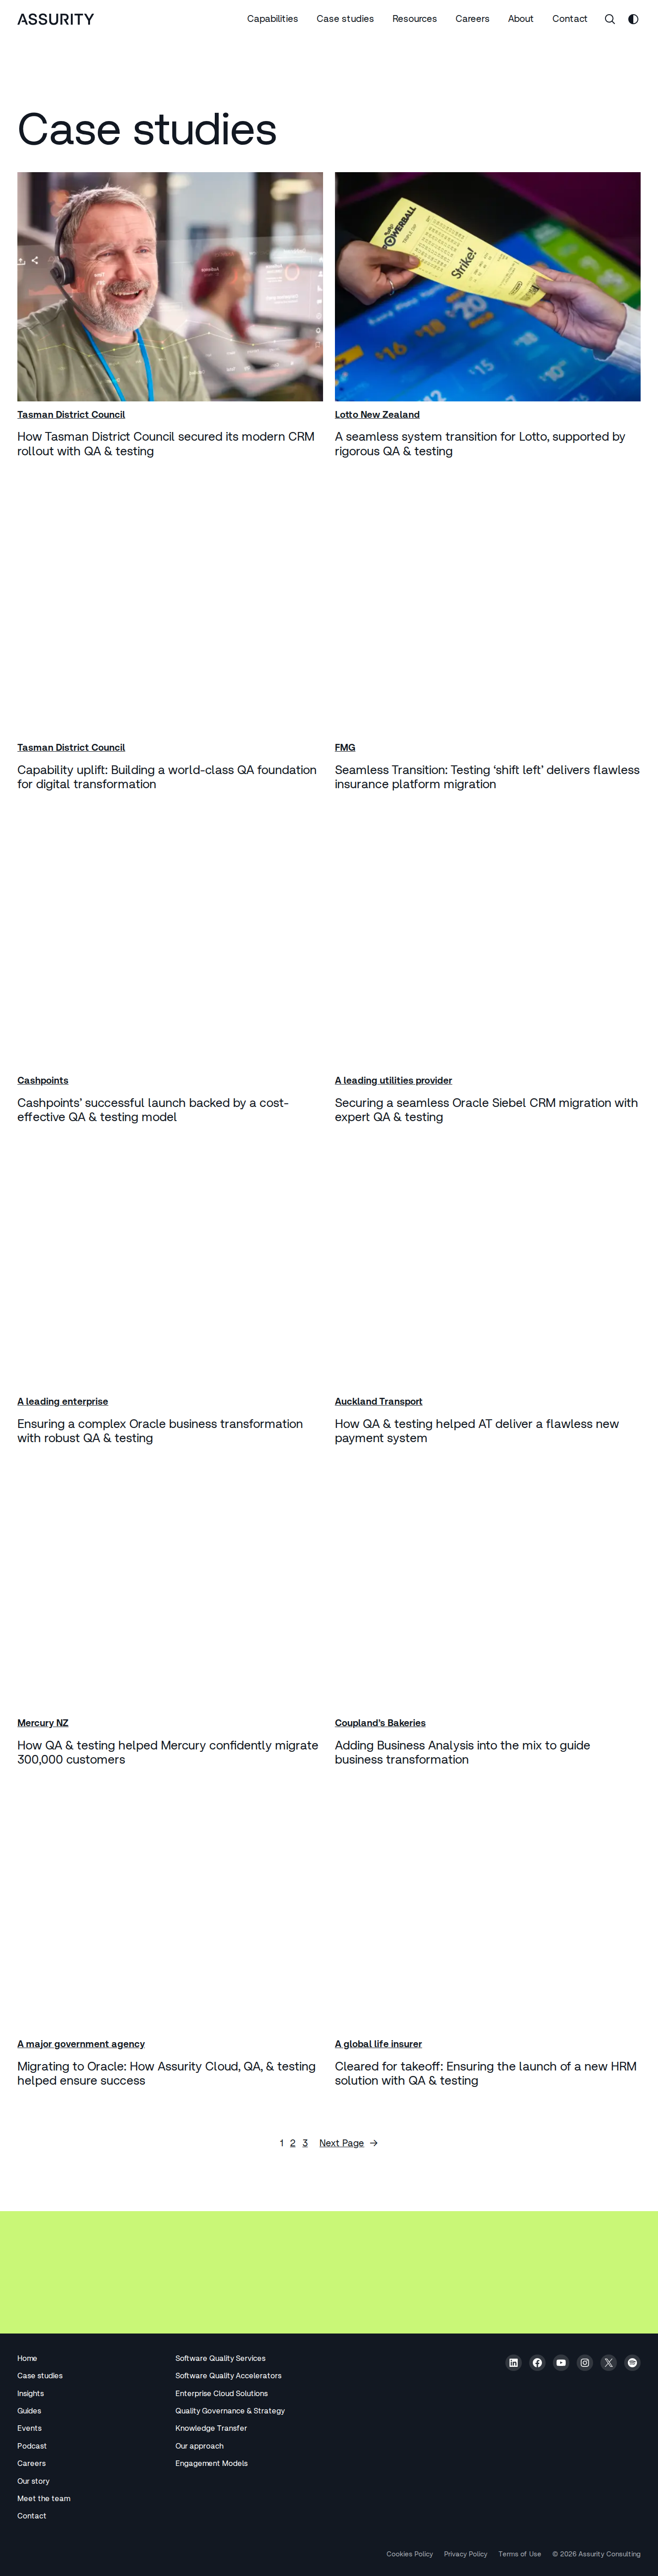 ASSURITY
Capabilities
Case studies
Resources
Careers
About
Contact
Case studies
POWERBALL
Strike!
Tasman District Council
How Tasman District Council secured its modern CRM
rollout with QA & testing
Lotto New Zealand
A seamless system transition for Lotto, supported by
rigorous QA & testing
Tasman District Council
Capability uplift: Building a world-class QA foundation
for digital transformation
FMG
Seamless Transition: Testing ‘shift left’ delivers flawless
insurance platform migration
Cashpoints
Cashpoints’ successful launch backed by a cost-
effective QA & testing model
A leading utilities provider
Securing a seamless Oracle Siebel CRM migration with
expert QA & testing
A leading enterprise
Ensuring a complex Oracle business transformation
with robust QA & testing
Auckland Transport
How QA & testing helped AT deliver a flawless new
payment system
Mercury NZ
How QA & testing helped Mercury confidently migrate
300,000 customers
Coupland’s Bakeries
Adding Business Analysis into the mix to guide
business transformation
A major government agency
Migrating to Oracle: How Assurity Cloud, QA, & testing
helped ensure success
A global life insurer
Cleared for takeoff: Ensuring the launch of a new HRM
solution with QA & testing
1 2 3 Next Page →
Home
Case studies
Insights
Guides
Events
Podcast
Careers
Our story
Meet the team
Contact
Software Quality Services
Software Quality Accelerators
Enterprise Cloud Solutions
Quality Governance & Strategy
Knowledge Transfer
Our approach
Engagement Models
Cookies Policy
Privacy Policy
Terms of Use
© 2026 Assurity Consulting